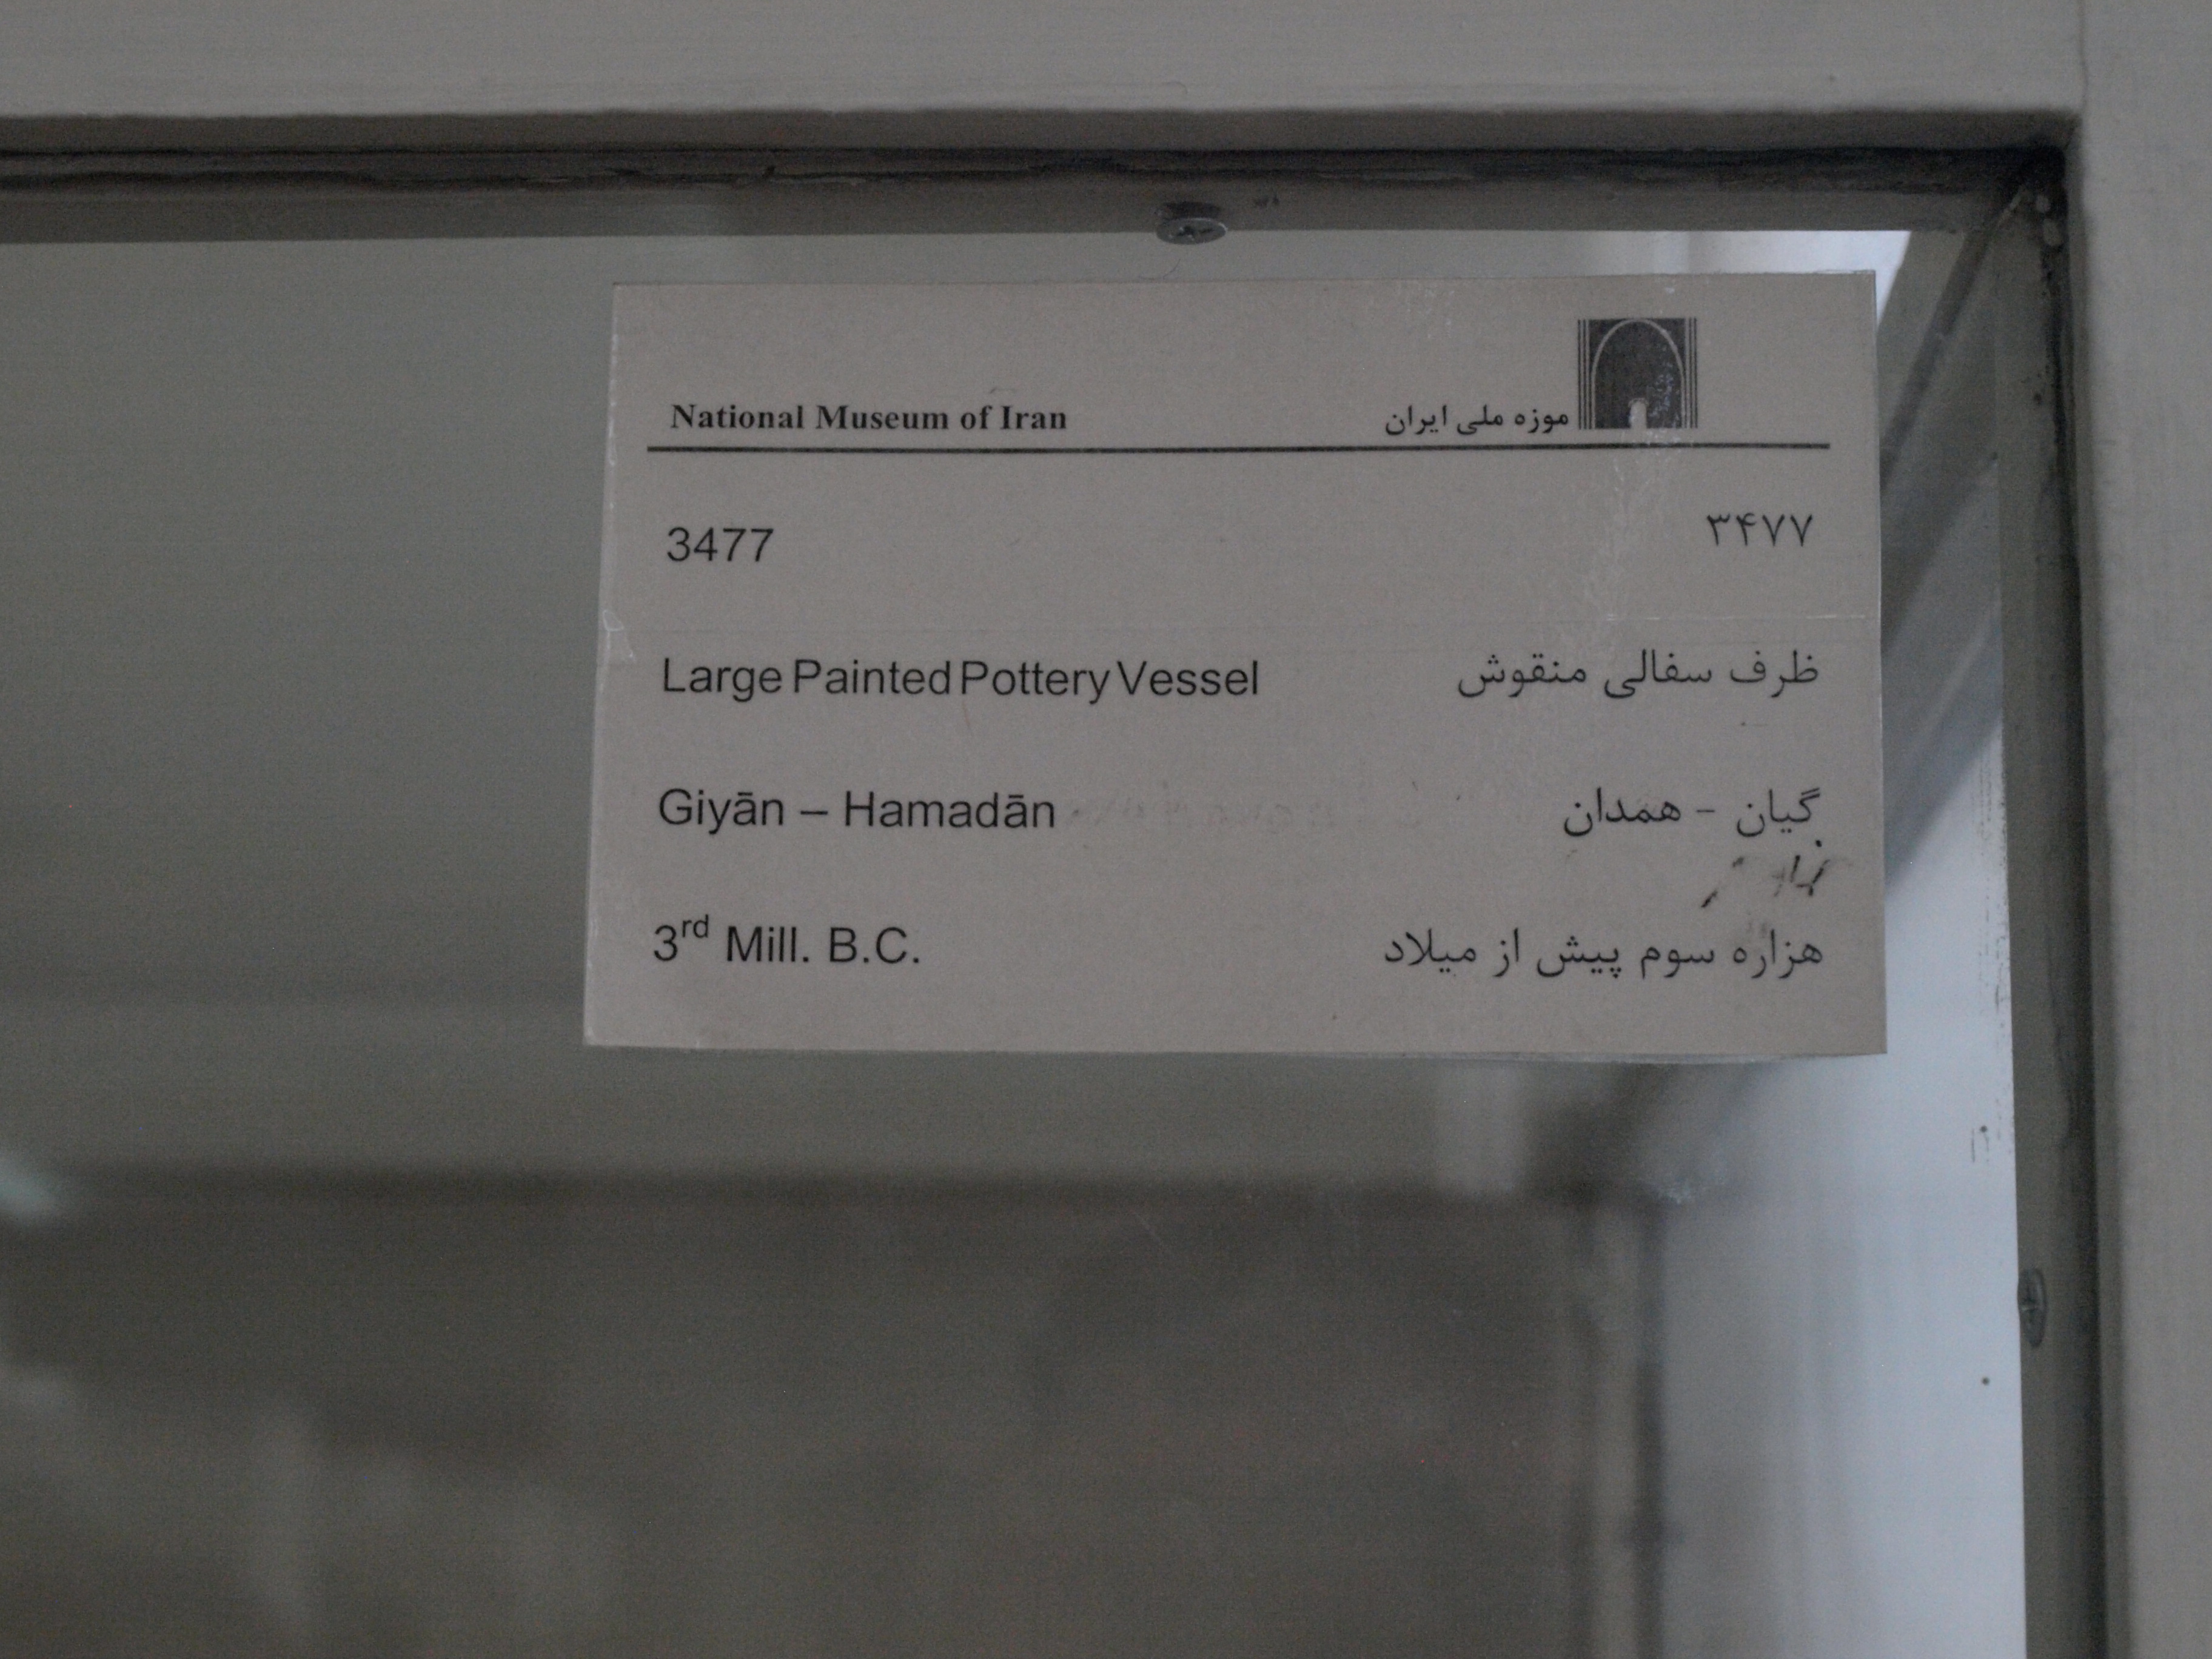 National Museum of Iran موزه ملی ایران
3477 ۳۴۷۷
Large Painted Pottery Vessel ظرف سفالی منقوش
Giyān – Hamadān گیان - همدان
3rd Mill. B.C. هزاره سوم پیش از میلاد